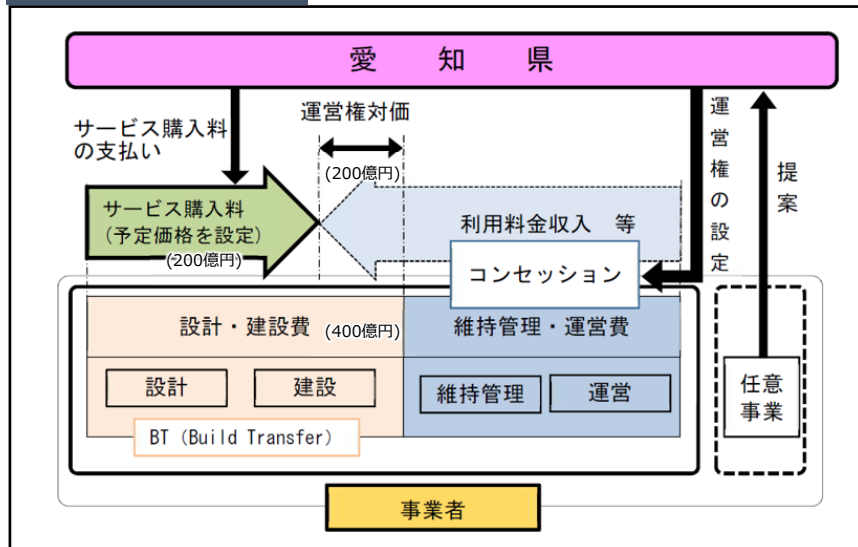 愛知県
サービス購入料
の支払い
運営権対価
(200億円)
運営権の設定
提案
サービス購入料
(予定価格を設定)
(200億円)
利用料金収入 等
コンセッション
設計・建設費 (400億円)
維持管理・運営費
設計
建設
維持管理
運営
BT (Build Transfer)
任意
事業
事業者